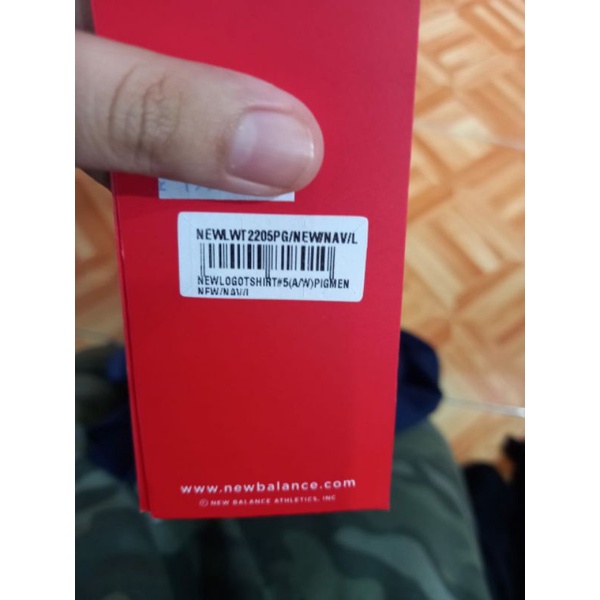 NEWLWT2205PG/NEW/NAV/L
NEWLOGOTSHIRT#5(A/W)PIGMEN
NEW/NAV/L
www.newbalance.com
© NEW BALANCE ATHLETICS, INC